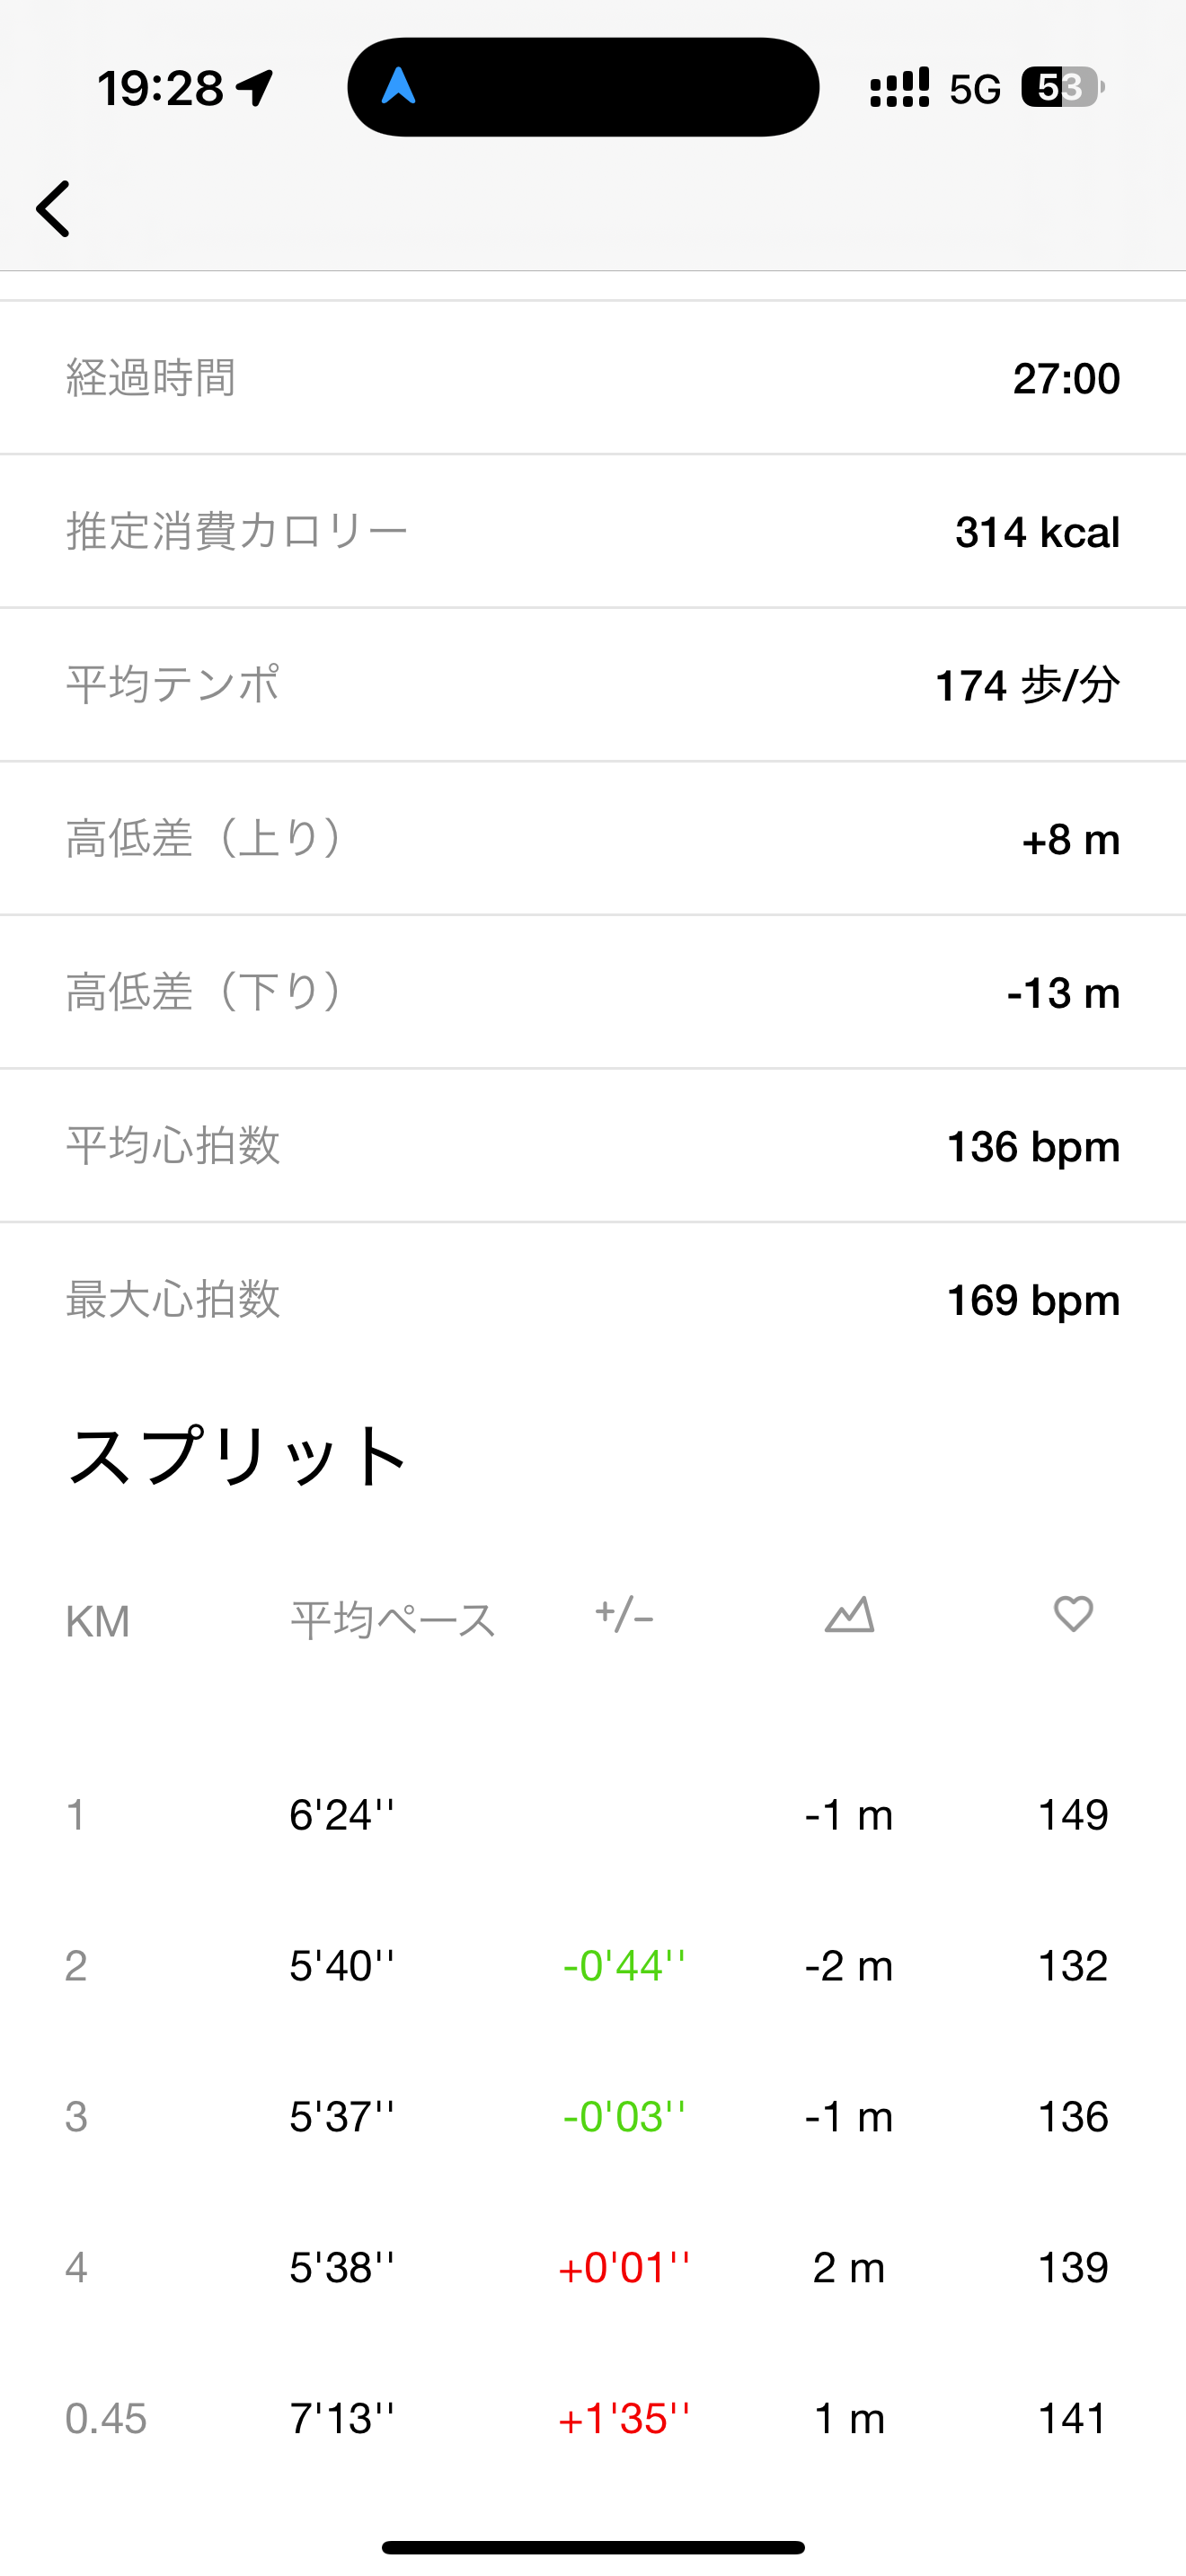 19:28 5G 53
経過時間 27:00
推定消費カロリー 314 kcal
平均テンポ 174 歩/分
高低差（上り） +8 m
高低差（下り） -13 m
平均心拍数 136 bpm
最大心拍数 169 bpm
スプリット
KM 平均ペース +/-
1 6'24'' -1 m 149
2 5'40'' -0'44'' -2 m 132
3 5'37'' -0'03'' -1 m 136
4 5'38'' +0'01'' 2 m 139
0.45 7'13'' +1'35'' 1 m 141